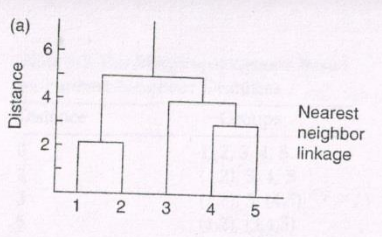 (a)
6
4
2
Distance
1 2 3 4 5
Nearest
neighbor
linkage